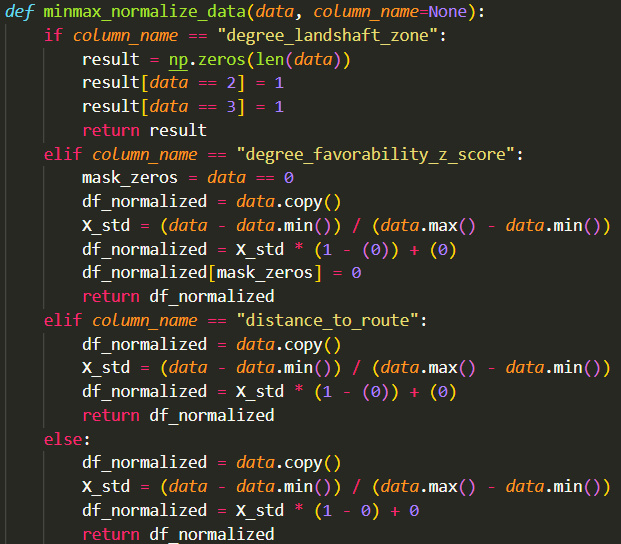 def minmax_normalize_data(data, column_name=None):
    if column_name == "degree_landshaft_zone":
        result = np.zeros(len(data))
        result[data == 2] = 1
        result[data == 3] = 1
        return result
    elif column_name == "degree_favorability_z_score":
        mask_zeros = data == 0
        df_normalized = data.copy()
        X_std = (data - data.min()) / (data.max() - data.min())
        df_normalized = X_std * (1 - (0)) + (0)
        df_normalized[mask_zeros] = 0
        return df_normalized
    elif column_name == "distance_to_route":
        df_normalized = data.copy()
        X_std = (data - data.min()) / (data.max() - data.min())
        df_normalized = X_std * (1 - (0)) + (0)
        return df_normalized
    else:
        df_normalized = data.copy()
        X_std = (data - data.min()) / (data.max() - data.min())
        df_normalized = X_std * (1 - 0) + 0
        return df_normalized